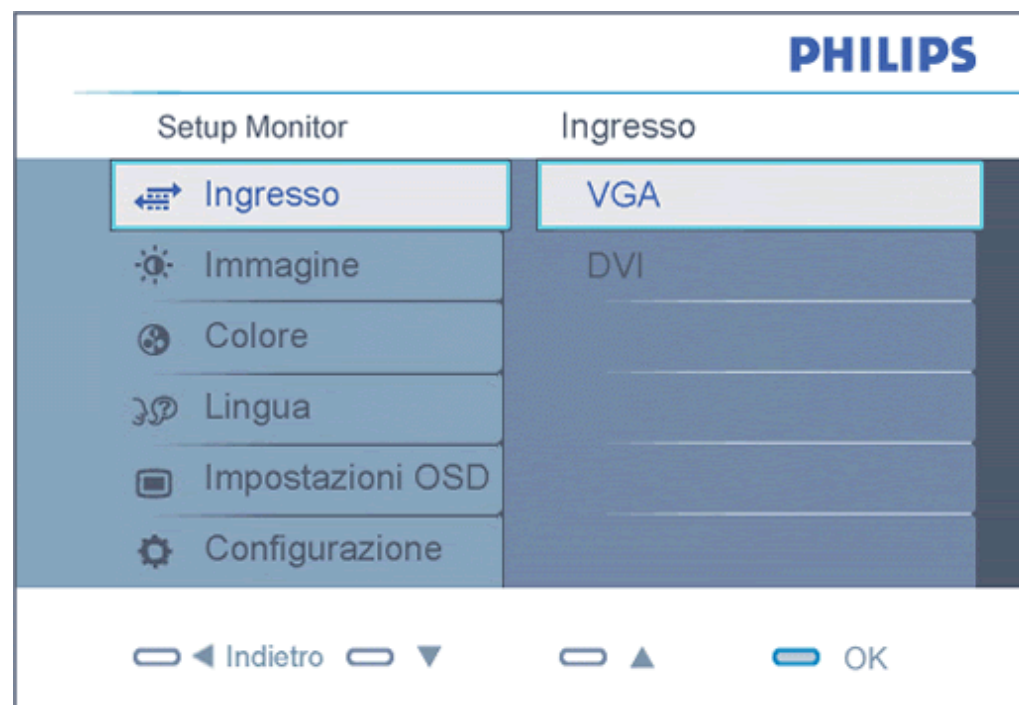 PHILIPS
Setup Monitor
Ingresso
Ingresso
VGA
Immagine
DVI
Colore
Lingua
Impostazioni OSD
Configurazione
Indietro
OK